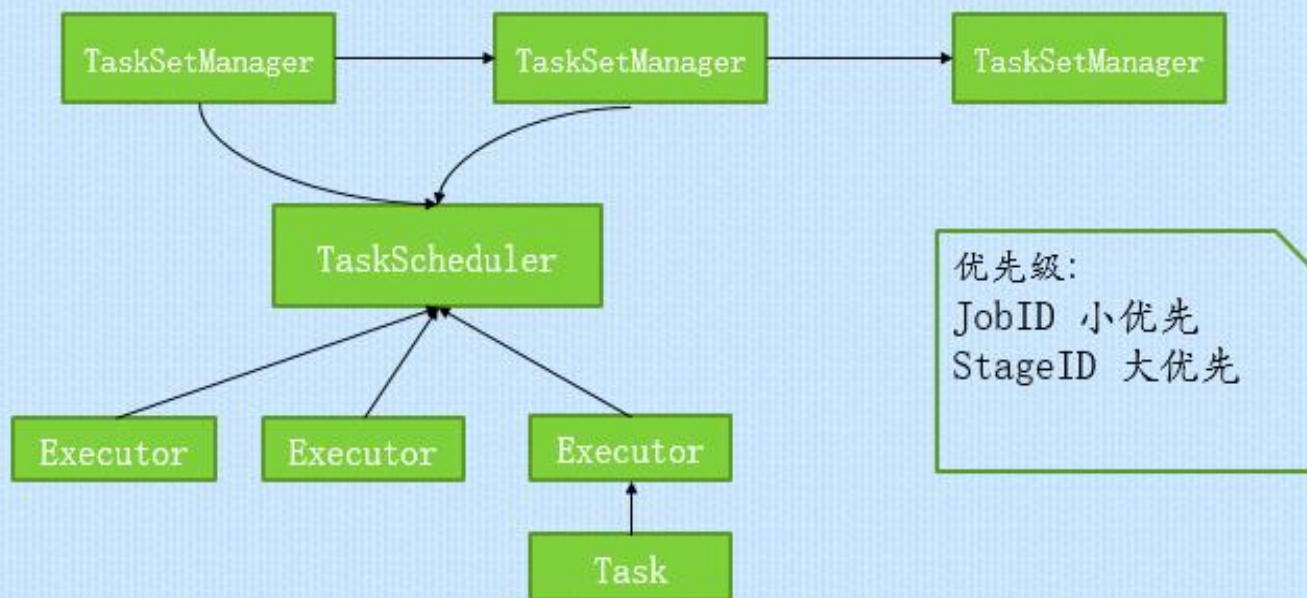 TaskSetManager
TaskSetManager
TaskSetManager
TaskScheduler
优先级:
JobID 小优先
StageID 大优先
Executor
Executor
Executor
Task